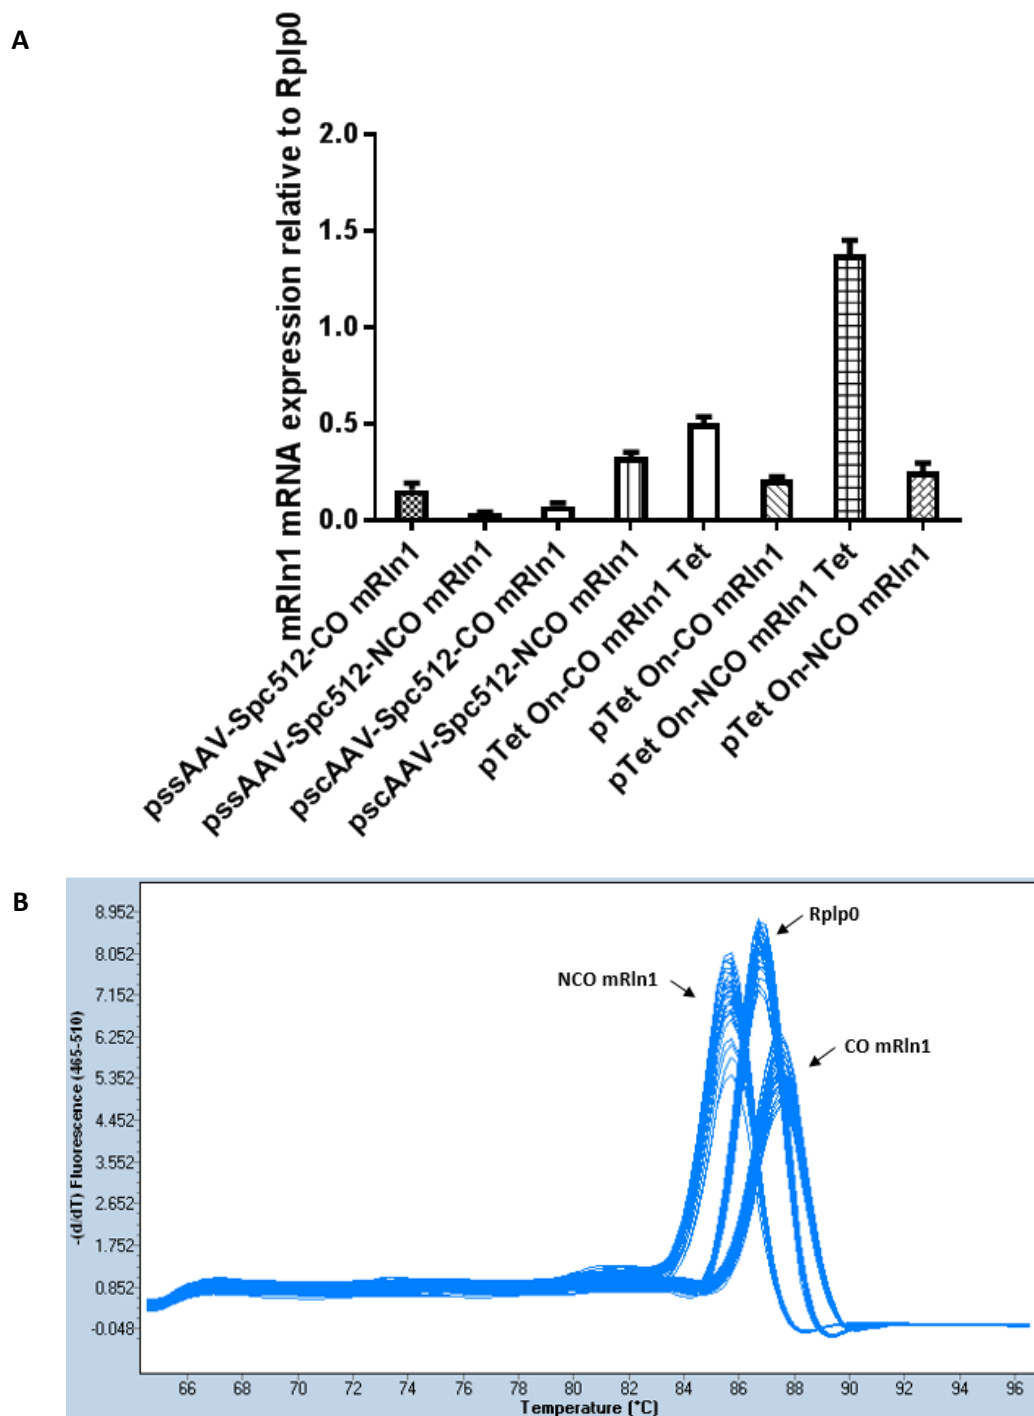 A
mRln1 mRNA expression relative to Rplp0
2.0
1.5
1.0
0.5
0.0
pssAAV-Spc512-CO mRln1
pssAAV-Spc512-NCO mRln1
pscAAV-Spc512-CO mRln1
pscAAV-Spc512-NCO mRln1
pTet On-CO mRln1 Tet
pTet On-CO mRln1
pTet On-NCO mRln1 Tet
pTet On-NCO mRln1
B
-(d/dT) Fluorescence (465-510)
8.952
8.052
7.152
6.252
5.352
4.452
3.552
2.652
1.752
0.852
-0.048
Rplp0
NCO mRln1
CO mRln1
66 68 70 72 74 76 78 80 82 84 86 88 90 92 94 96
Temperature (°C)